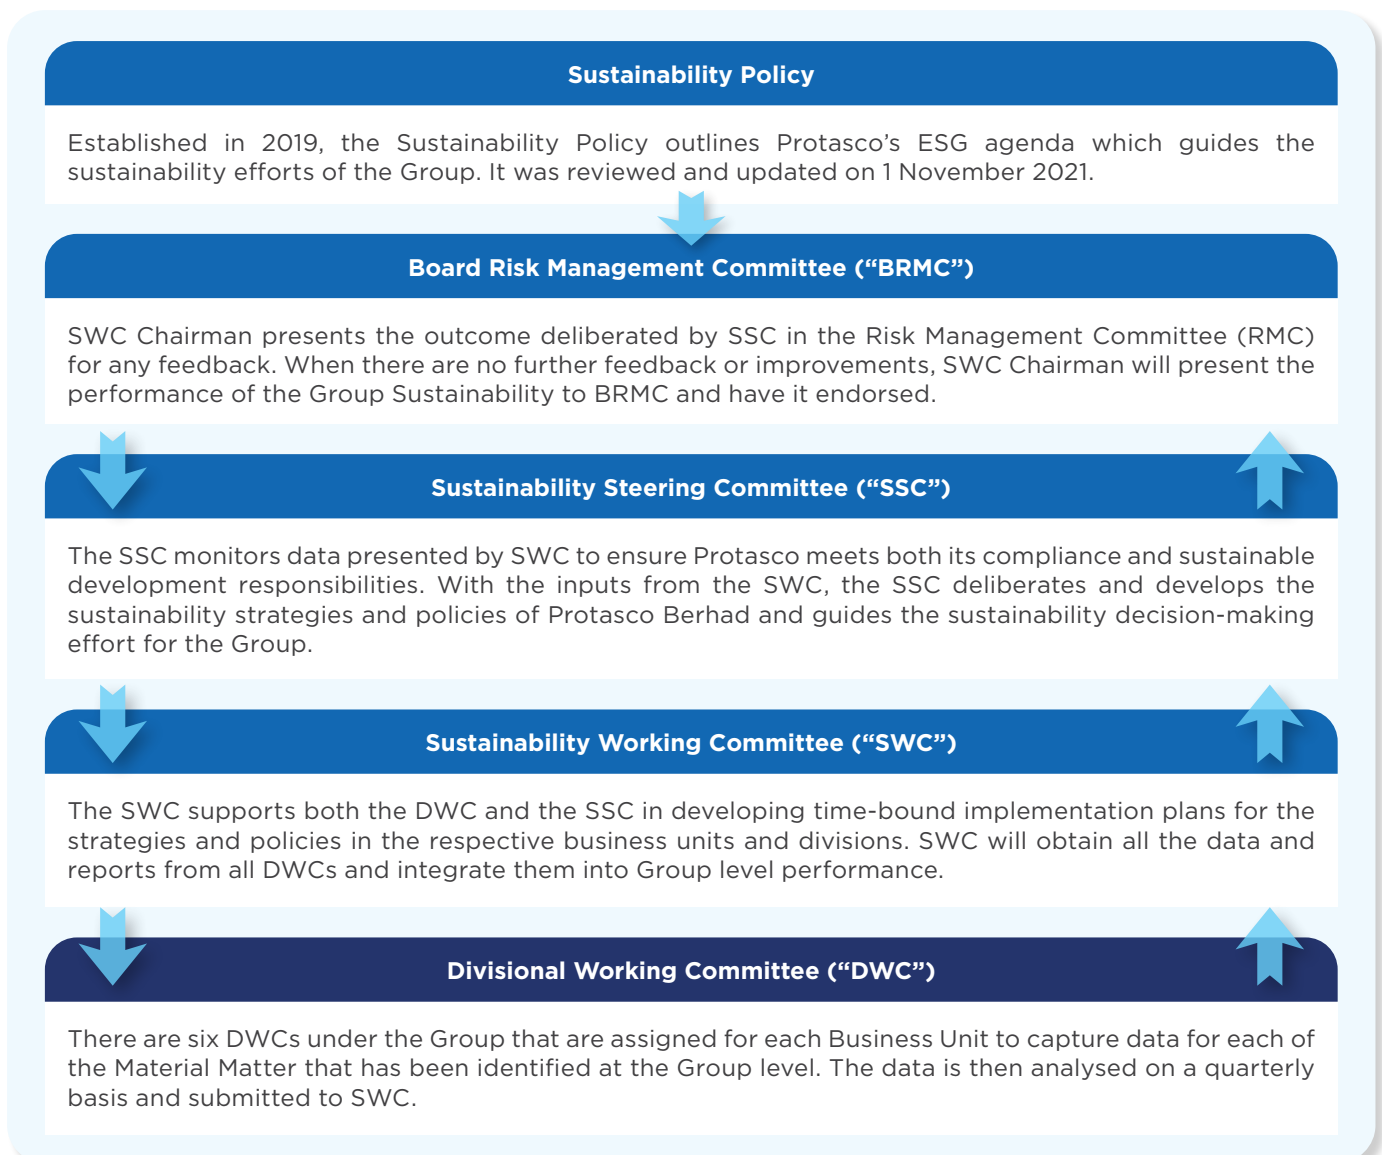 Sustainability Policy
Established in 2019, the Sustainability Policy outlines Protasco’s ESG agenda which guides the
sustainability efforts of the Group. It was reviewed and updated on 1 November 2021.
Board Risk Management Committee (“BRMC”)
SWC Chairman presents the outcome deliberated by SSC in the Risk Management Committee (RMC)
for any feedback. When there are no further feedback or improvements, SWC Chairman will present the
performance of the Group Sustainability to BRMC and have it endorsed.
Sustainability Steering Committee (“SSC”)
The SSC monitors data presented by SWC to ensure Protasco meets both its compliance and sustainable
development responsibilities. With the inputs from the SWC, the SSC deliberates and develops the
sustainability strategies and policies of Protasco Berhad and guides the sustainability decision-making
effort for the Group.
Sustainability Working Committee (“SWC”)
The SWC supports both the DWC and the SSC in developing time-bound implementation plans for the
strategies and policies in the respective business units and divisions. SWC will obtain all the data and
reports from all DWCs and integrate them into Group level performance.
Divisional Working Committee (“DWC”)
There are six DWCs under the Group that are assigned for each Business Unit to capture data for each of
the Material Matter that has been identified at the Group level. The data is then analysed on a quarterly
basis and submitted to SWC.